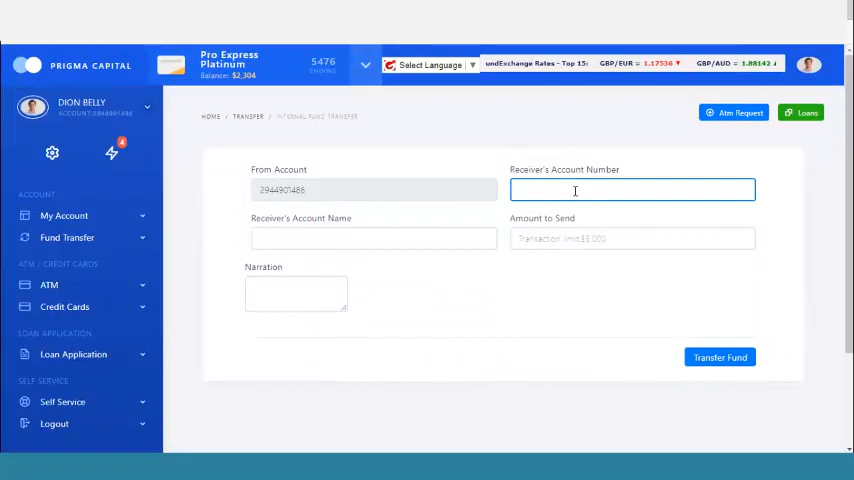 PRIGMA CAPITAL
Pro Express
Platinum
Balance: $2,304
5476
ENDING
Select Language ▼
undExchange Rates - Top 15: GBP/EUR = 1.17536 ▼ GBP/AUD = 1.88142
DION BELLY
ACCOUNT:2944901486
4
HOME / TRANSFER / INTERNAL FUND TRANSFER
Atm Request
Loans
ACCOUNT
My Account
Fund Transfer
ATM / CREDIT CARDS
ATM
Credit Cards
LOAN APPLICATION
Loan Application
SELF SERVICE
Self Service
Logout
From Account
2944901486
Receiver's Account Number
Receiver's Account Name
Amount to Send
Transaction limit:$3,000
Narration
Transfer Fund